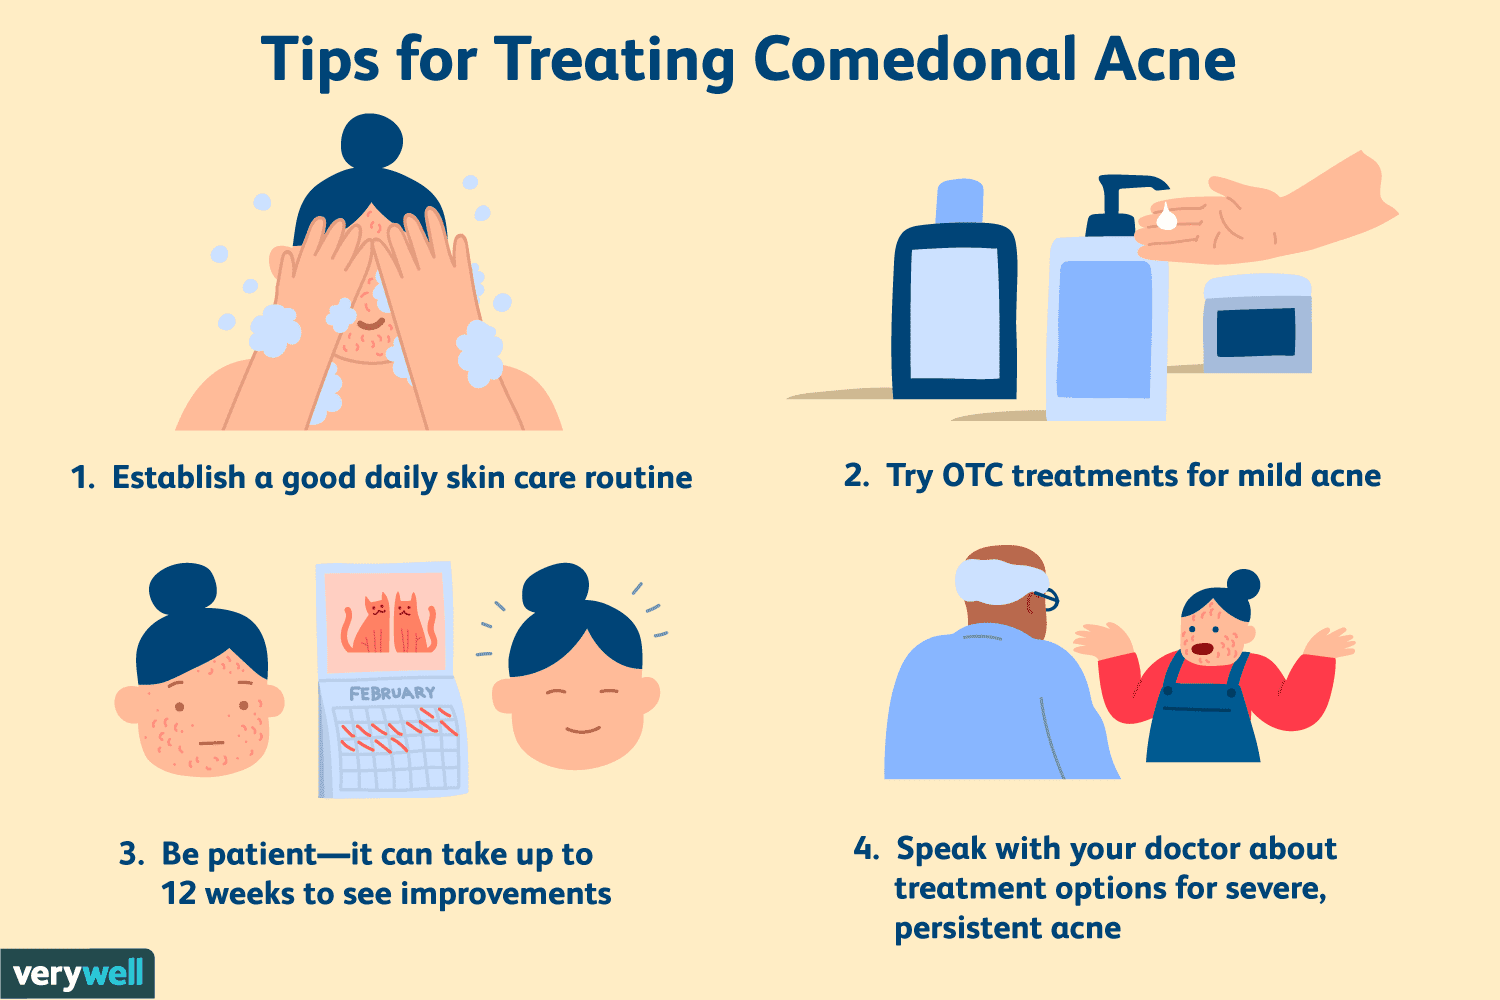 Tips for Treating Comedonal Acne
1. Establish a good daily skin care routine
2. Try OTC treatments for mild acne
FEBRUARY
3. Be patient—it can take up to
12 weeks to see improvements
4. Speak with your doctor about
treatment options for severe,
persistent acne
verywell